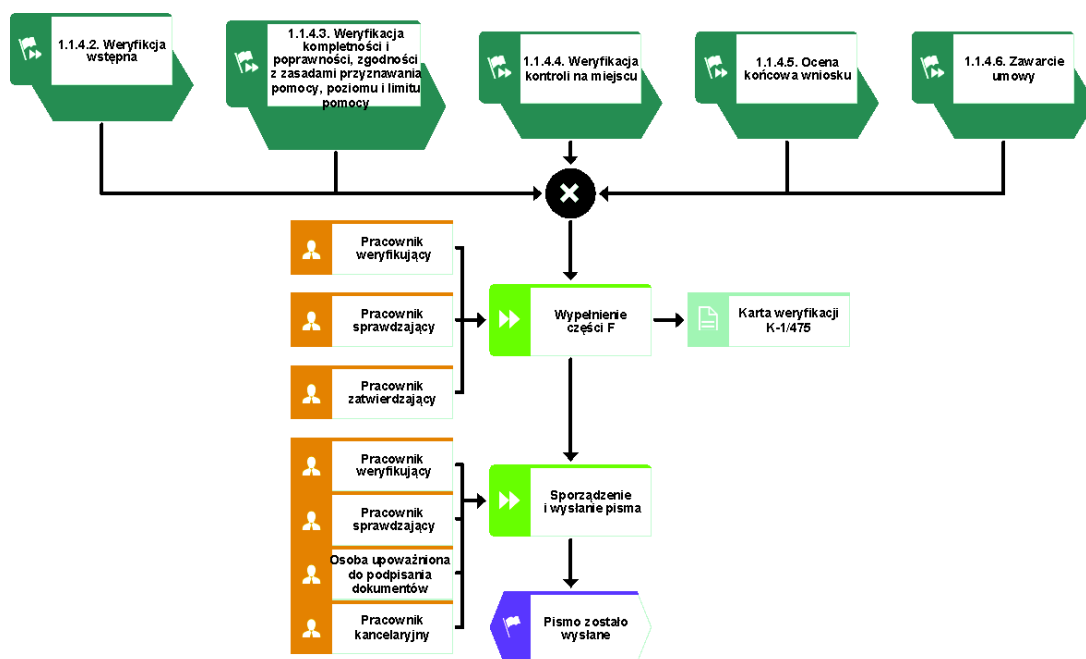 1.1.4.2. Weryfikcja
wstępna
1.1.4.3. Weryfikacja
kompletności i
poprawności, zgodności
z zasadami przyznawania
pomocy, poziomu i limitu
pomocy
1.1.4.4. Weryfikacja
kontroli na miejscu
1.1.4.5. Ocena
końcowa wniosku
1.1.4.6. Zawarcie
umowy
Pracownik
weryfikujący
Pracownik
sprawdzający
Pracownik
zatwierdzający
Wypełnienie
części F
Karta weryfikacji
K-1/475
Pracownik
weryfikujący
Pracownik
sprawdzający
Osoba upoważniona
do podpisania
dokumentów
Pracownik
kancelaryjny
Sporządzenie
i wysłanie pisma
Pismo zostało
wysłane